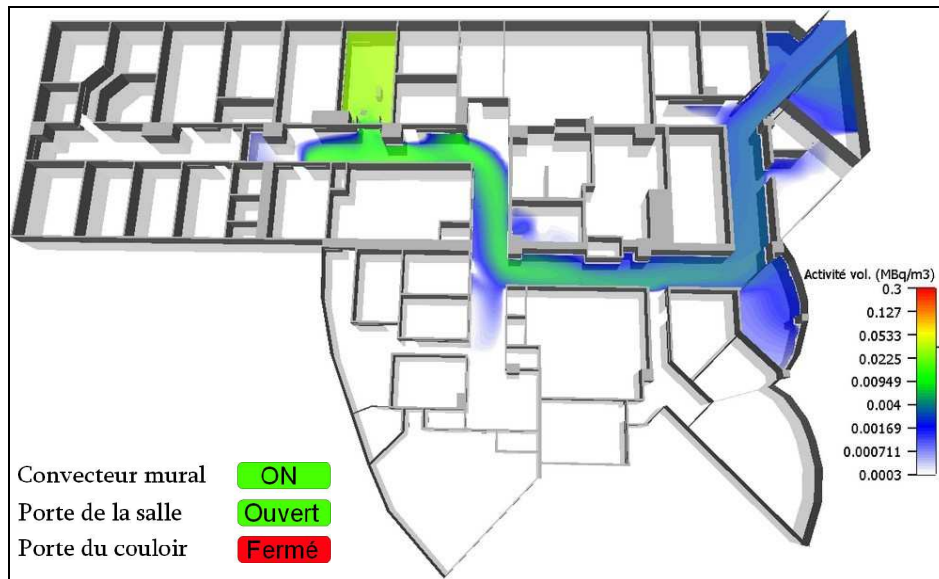 Activité vol. (MBq/m3)
0.3
0.127
0.0533
0.0225
0.00949
0.004
0.00169
0.000711
0.0003
Convecteur mural ON
Porte de la salle Ouvert
Porte du couloir Fermé